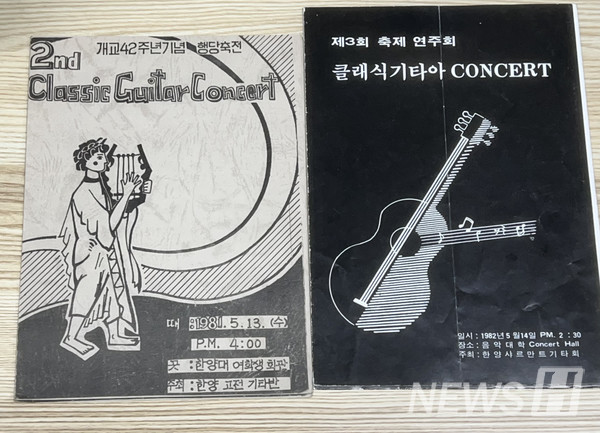 개교42주년기념 행당축전
2nd
Classic Guitar Concert
때 : 1981. 5. 13. (수)
P.M. 4:00
곳 : 한양대 여학생 회관
주최 : 한양 고전 기타반
제3회 축제 연주회
클래식기타아 CONCERT
일시 : 1982년 5월14일 PM. 2 : 30
장소 : 음악대학 Concert Hall
주최 : 한양사르만트기타회
NEWS H